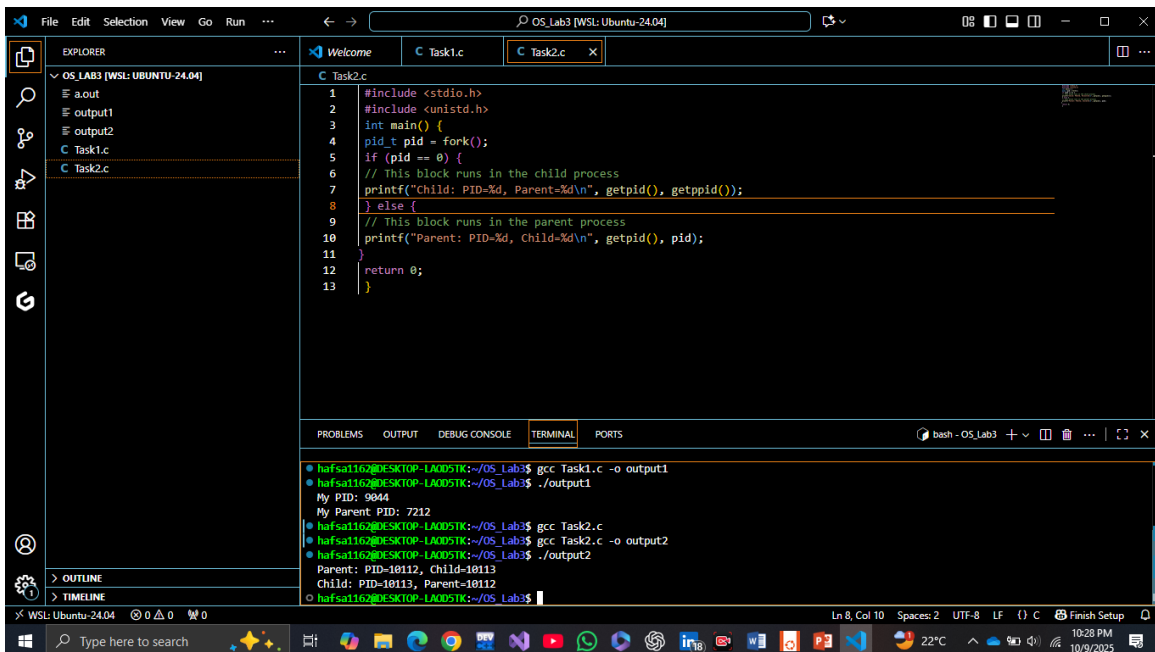 File Edit Selection View Go Run ··· OS_Lab3 [WSL: Ubuntu-24.04]
EXPLORER
OS_LAB3 [WSL: UBUNTU-24.04]
a.out
output1
output2
C Task1.c
C Task2.c
OUTLINE
TIMELINE
Welcome C Task1.c C Task2.c
C Task2.c
1 #include <stdio.h>
2 #include <unistd.h>
3 int main() {
4 pid_t pid = fork();
5 if (pid == 0) {
6 // This block runs in the child process
7 printf("Child: PID=%d, Parent=%d\n", getpid(), getppid());
8 } else {
9 // This block runs in the parent process
10 printf("Parent: PID=%d, Child=%d\n", getpid(), pid);
11 }
12 return 0;
13 }
PROBLEMS OUTPUT DEBUG CONSOLE TERMINAL PORTS bash - OS_Lab3
hafsa1162@DESKTOP-LAOD5TK:~/OS_Lab3$ gcc Task1.c -o output1
hafsa1162@DESKTOP-LAOD5TK:~/OS_Lab3$ ./output1
My PID: 9044
My Parent PID: 7212
hafsa1162@DESKTOP-LAOD5TK:~/OS_Lab3$ gcc Task2.c
hafsa1162@DESKTOP-LAOD5TK:~/OS_Lab3$ gcc Task2.c -o output2
hafsa1162@DESKTOP-LAOD5TK:~/OS_Lab3$ ./output2
Parent: PID=10112, Child=10113
Child: PID=10113, Parent=10112
hafsa1162@DESKTOP-LAOD5TK:~/OS_Lab3$
WSL: Ubuntu-24.04 0 0 0 Ln 8, Col 10 Spaces: 2 UTF-8 LF {} C Finish Setup
Type here to search 22°C 10:28 PM
10/9/2025